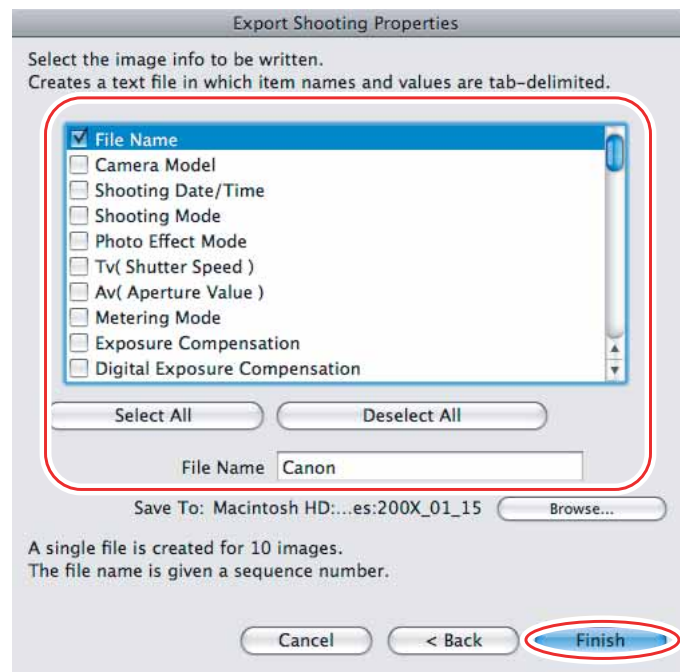 Export Shooting Properties
Select the image info to be written.
Creates a text file in which item names and values are tab-delimited.
File Name
Camera Model
Shooting Date/Time
Shooting Mode
Photo Effect Mode
Tv( Shutter Speed )
Av( Aperture Value )
Metering Mode
Exposure Compensation
Digital Exposure Compensation
Select All Deselect All
File Name Canon
Save To: Macintosh HD:...es:200X_01_15 Browse...
A single file is created for 10 images.
The file name is given a sequence number.
Cancel < Back Finish